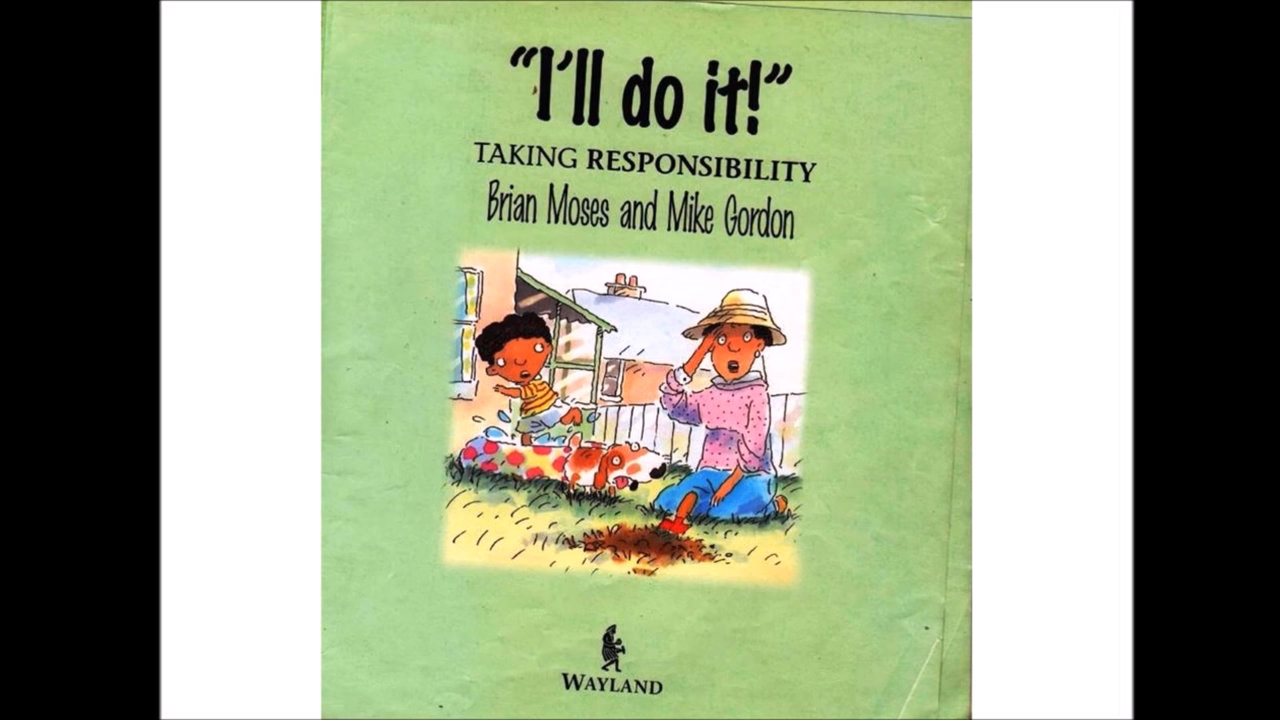 “I’ll do it!”
TAKING RESPONSIBILITY
Brian Moses and Mike Gordon
WAYLAND